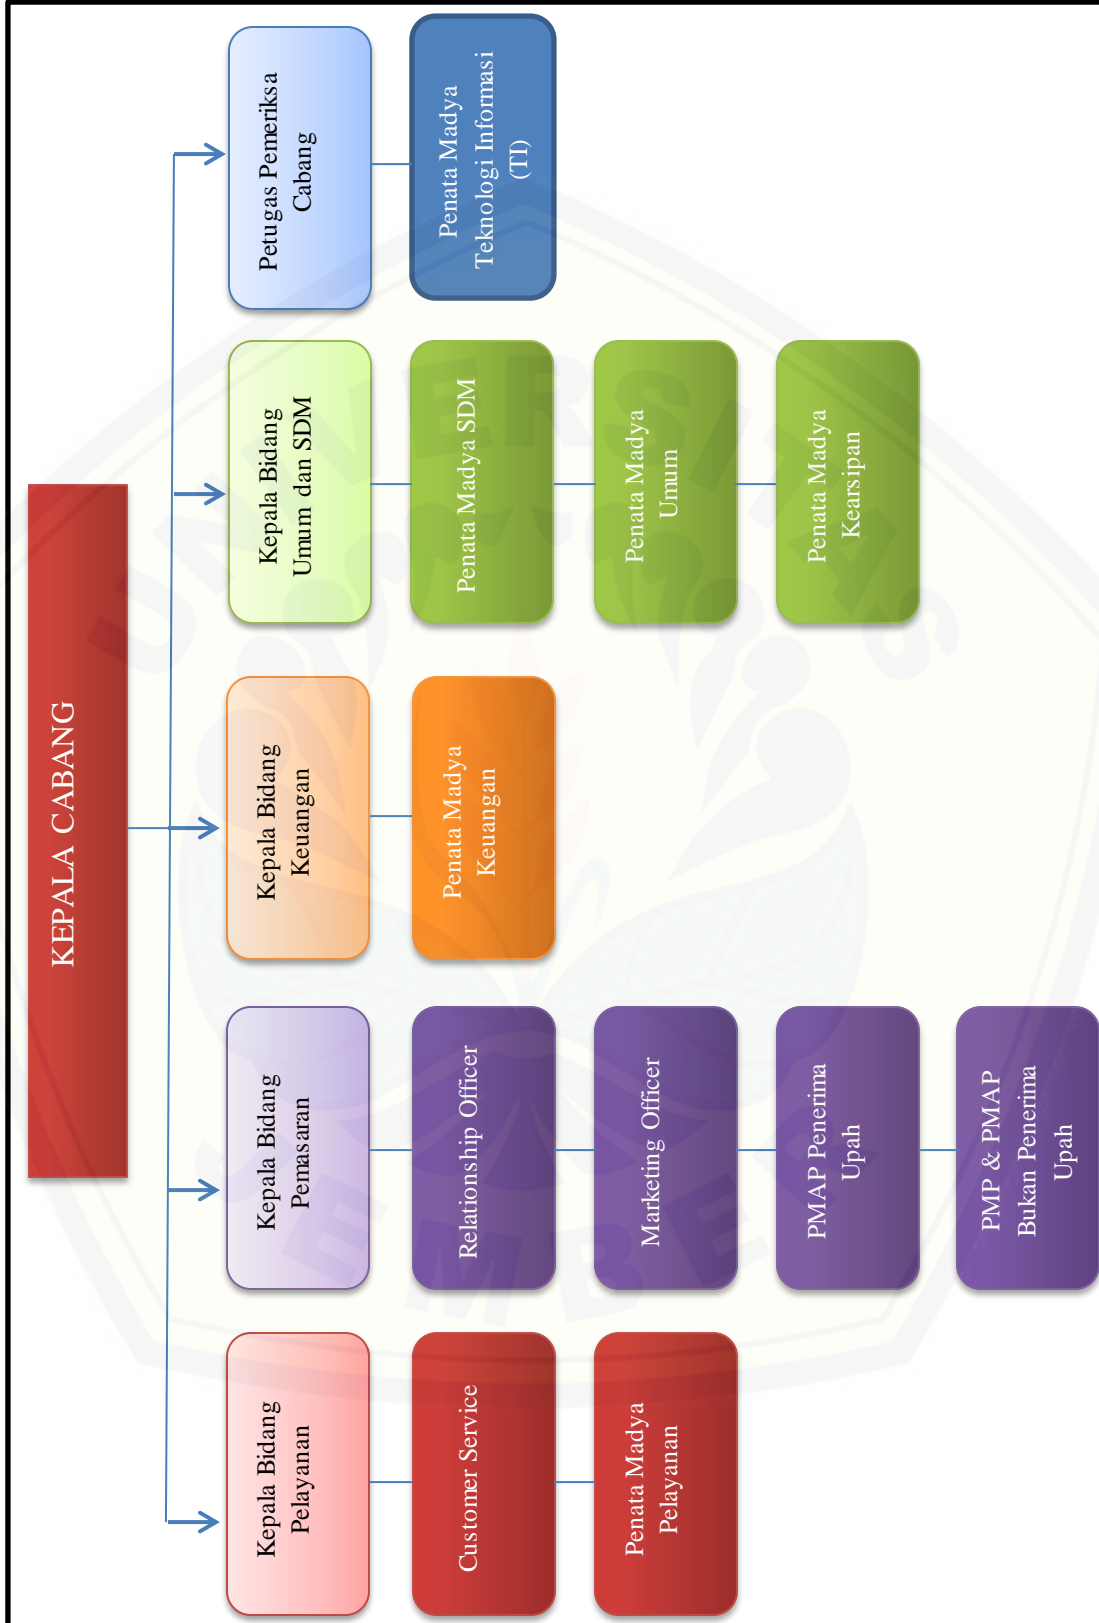 KEPALA CABANG
Kepala Bidang
Pelayanan
Kepala Bidang
Pemasaran
Kepala Bidang
Keuangan
Kepala Bidang
Umum dan SDM
Petugas Pemeriksa
Cabang
Customer Service
Relationship Officer
Penata Madya
Keuangan
Penata Madya SDM
Penata Madya
Teknologi Informasi
(TI)
Penata Madya
Pelayanan
Marketing Officer
Penata Madya
Umum
PMAP Penerima
Upah
Penata Madya
Kearsipan
PMP & PMAP
Bukan Penerima
Upah
UNIVERSITAS
JEMBER